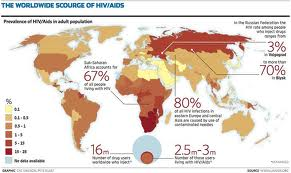 THE WORLDWIDE SCOURGE OF HIV/AIDS
Prevalence of HIV/Aids in adult population
In the Russian Federation the
HIV rate among people
who inject drugs
ranges from
3%
in Volgograd
to more than
70%
in Biysk
Sub-Saharan
Africa accounts for
67%
of all people
living with HIV
80%
of all HIV infections in
eastern Europe and central
Asia are caused by use of
contaminated needles
%
0.1
0.1 - 0.5
0.5 - 1
1 - 5
5 - 15
15 - 28
No data available
16m
Number of drug users
worldwide who inject
2.5m-3m
Number of those users
living with HIV/Aids
GRAPHIC